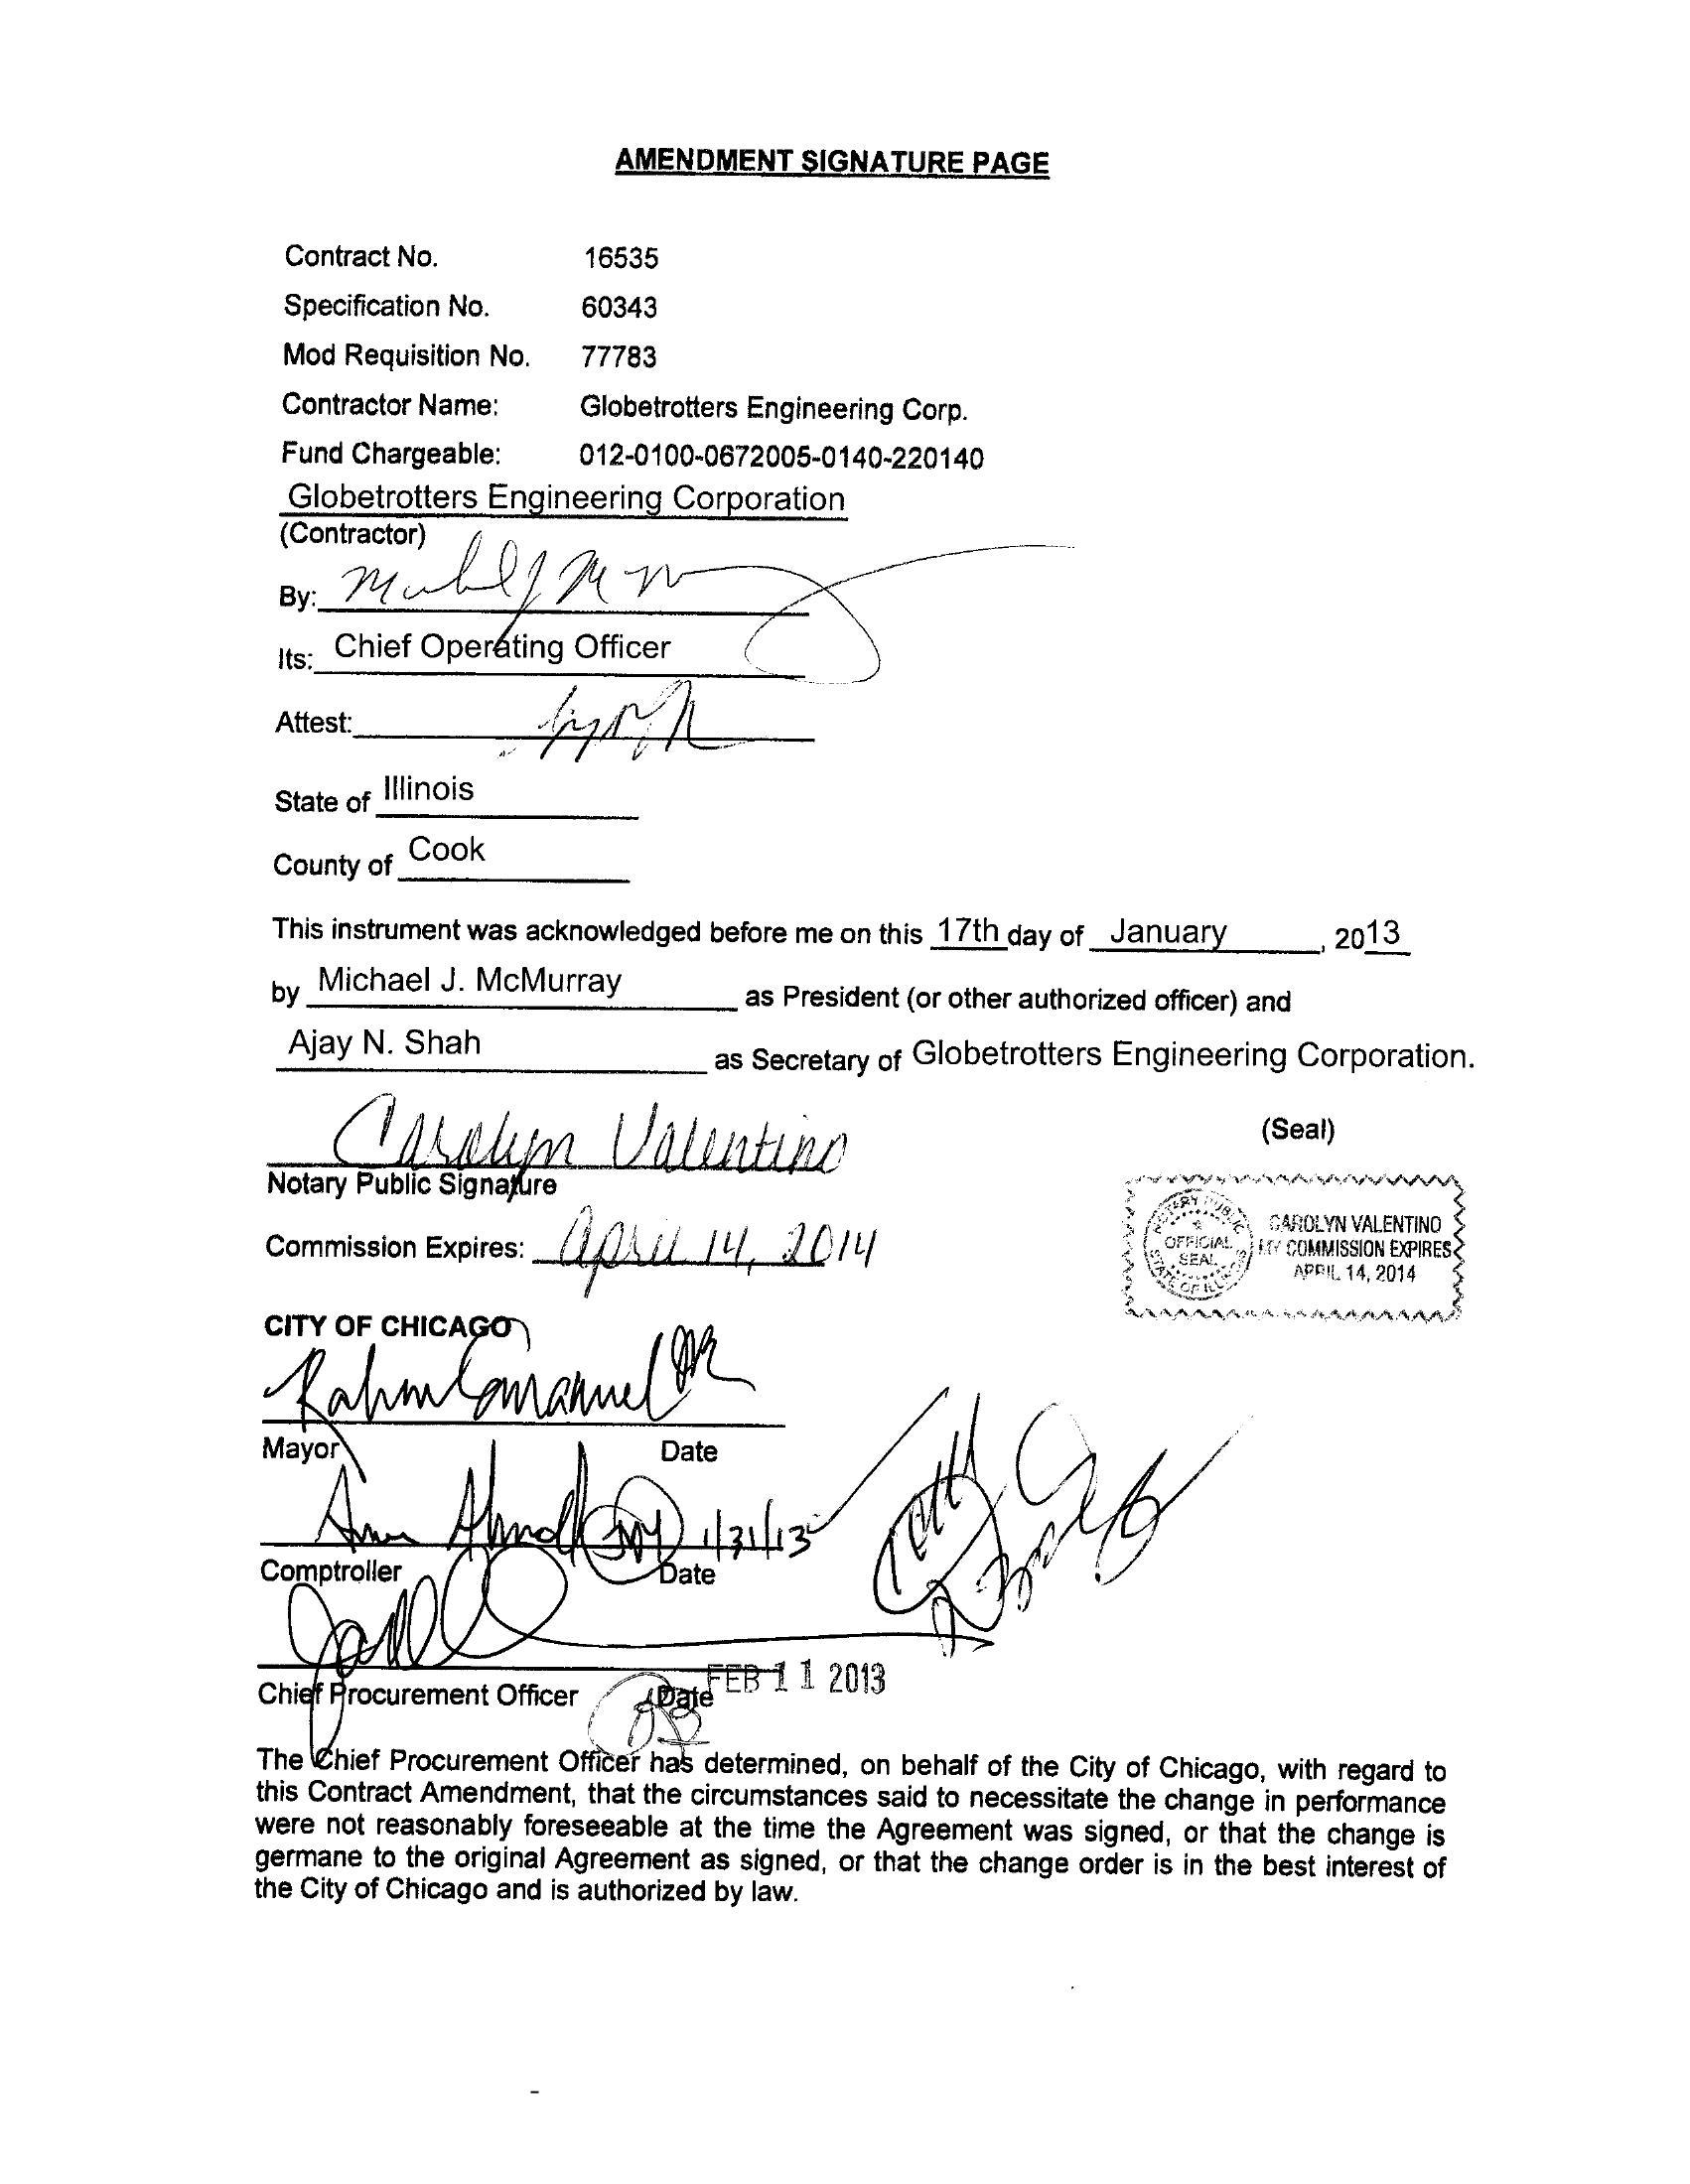 AMENDMENT SIGNATURE PAGE
Contract No. 16535
Specification No. 60343
Mod Requisition No. 77783
Contractor Name: Globetrotters Engineering Corp.
Fund Chargeable: 012-0100-0672005-0140-220140
Globetrotters Engineering Corporation
(Contractor)
By:
Its: Chief Operating Officer
Attest:
State of Illinois
County of Cook
This instrument was acknowledged before me on this 17th day of January, 2013
by Michael J. McMurray as President (or other authorized officer) and
Ajay N. Shah as Secretary of Globetrotters Engineering Corporation.
Carolyn Valentino
(Seal)
Notary Public Signature
Commission Expires: April 14, 2014
NOTARY PUBLIC
OFFICIAL
SEAL
STATE OF ILLINOIS
CAROLYN VALENTINO
MY COMMISSION EXPIRES
APRIL 14, 2014
CITY OF CHICAGO
Rahm Emanuel
Mayor Date
1/31/13
Comptroller Date
FEB 11 2013
Chief Procurement Officer Date
The Chief Procurement Officer has determined, on behalf of the City of Chicago, with regard to
this Contract Amendment, that the circumstances said to necessitate the change in performance
were not reasonably foreseeable at the time the Agreement was signed, or that the change is
germane to the original Agreement as signed, or that the change order is in the best interest of
the City of Chicago and is authorized by law.